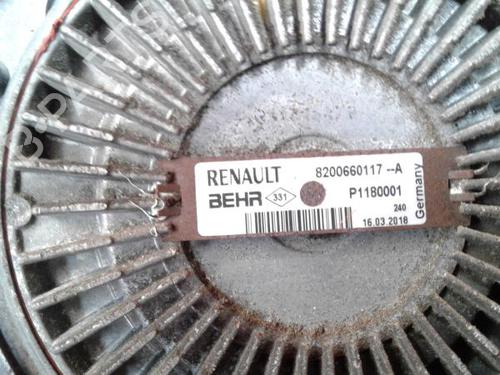 RENAULT 8200660117 --A
BEHR 331 P1180001
240
16.03.2018
Germany